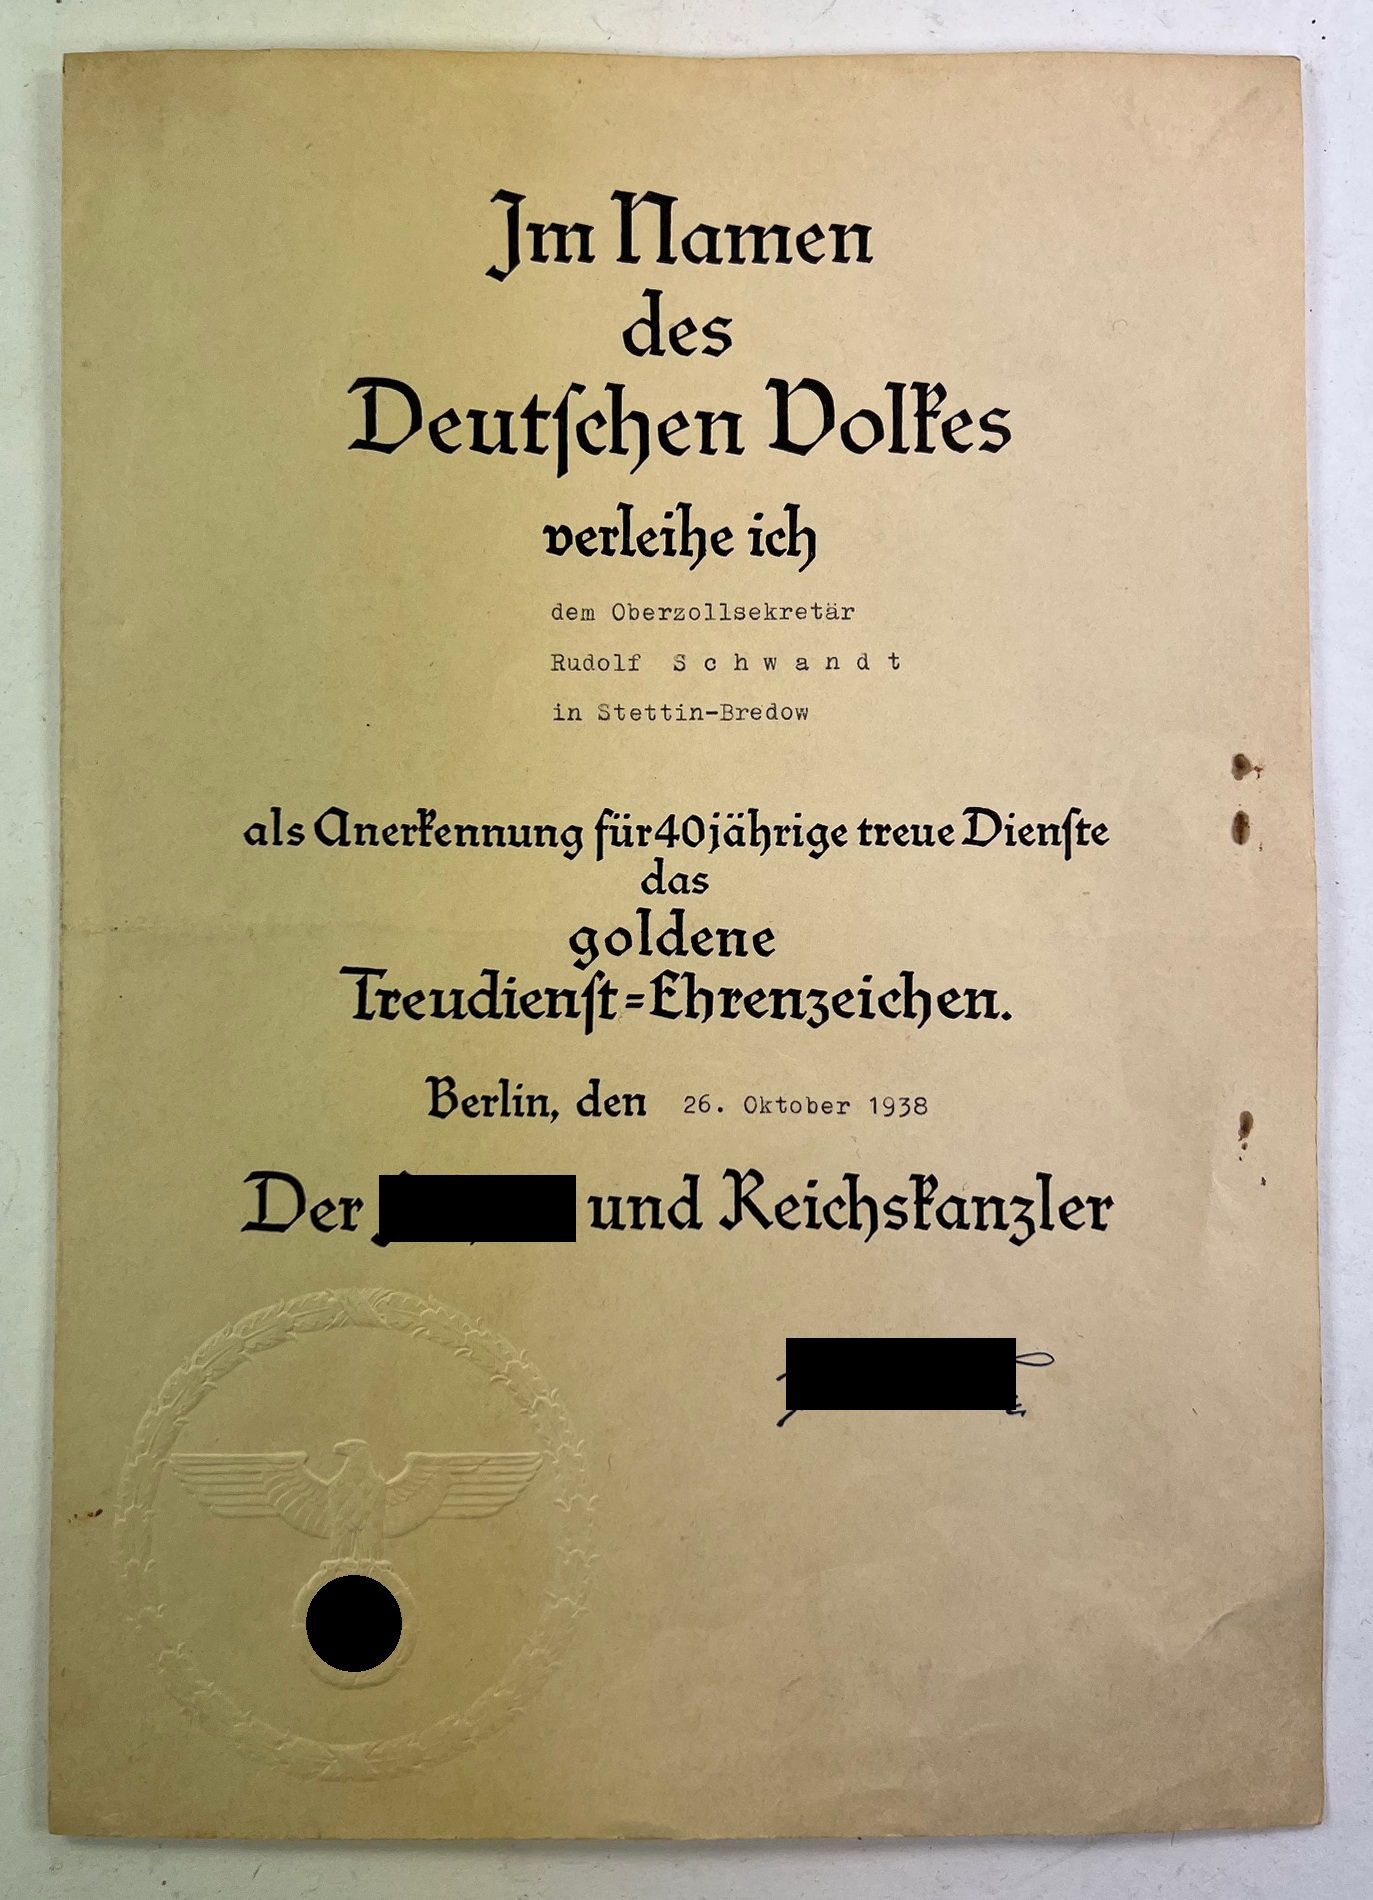 Im Namen
des
Deutſchen Volkes
verleihe ich
dem Oberzollsekretär
Rudolf S c h w a n d t
in Stettin-Bredow
als Anerkennung für 40jährige treue Dienſte
das
goldene
Treudienſt=Ehrenzeichen.
Berlin, den 26. Oktober 1938
Der und Reichskanzler